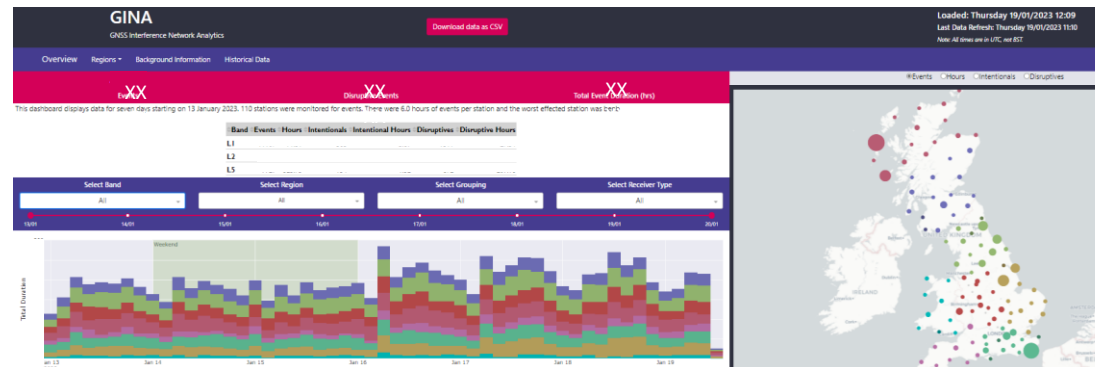 GINA
GNSS Interference Network Analytics
Download data as CSV
Loaded: Thursday 19/01/2023 12:09
Last Data Refresh: Thursday 19/01/2023 11:10
Note: All times are in UTC, not BST.
Overview Regions Background Information Historical Data
XX XX XX
Events Disruptive Events Total Event Duration (hrs)
Events Hours Intentionals Disruptives
This dashboard displays data for seven days starting on 13 January 2023. 110 stations were monitored for events. There were 6.0 hours of events per station and the worst effected station was
Band Events Hours Intentionals Intentional Hours Disruptives Disruptive Hours
L1
L2
L5
Select Band Select Region Select Grouping Select Receiver Type
All All All All
13/01 14/01 15/01 16/01 17/01 18/01 19/01 20/01
Weekend
Total Duration
Jan 13 Jan 14 Jan 15 Jan 16 Jan 17 Jan 18 Jan 19
KINGDOM
IRELAND